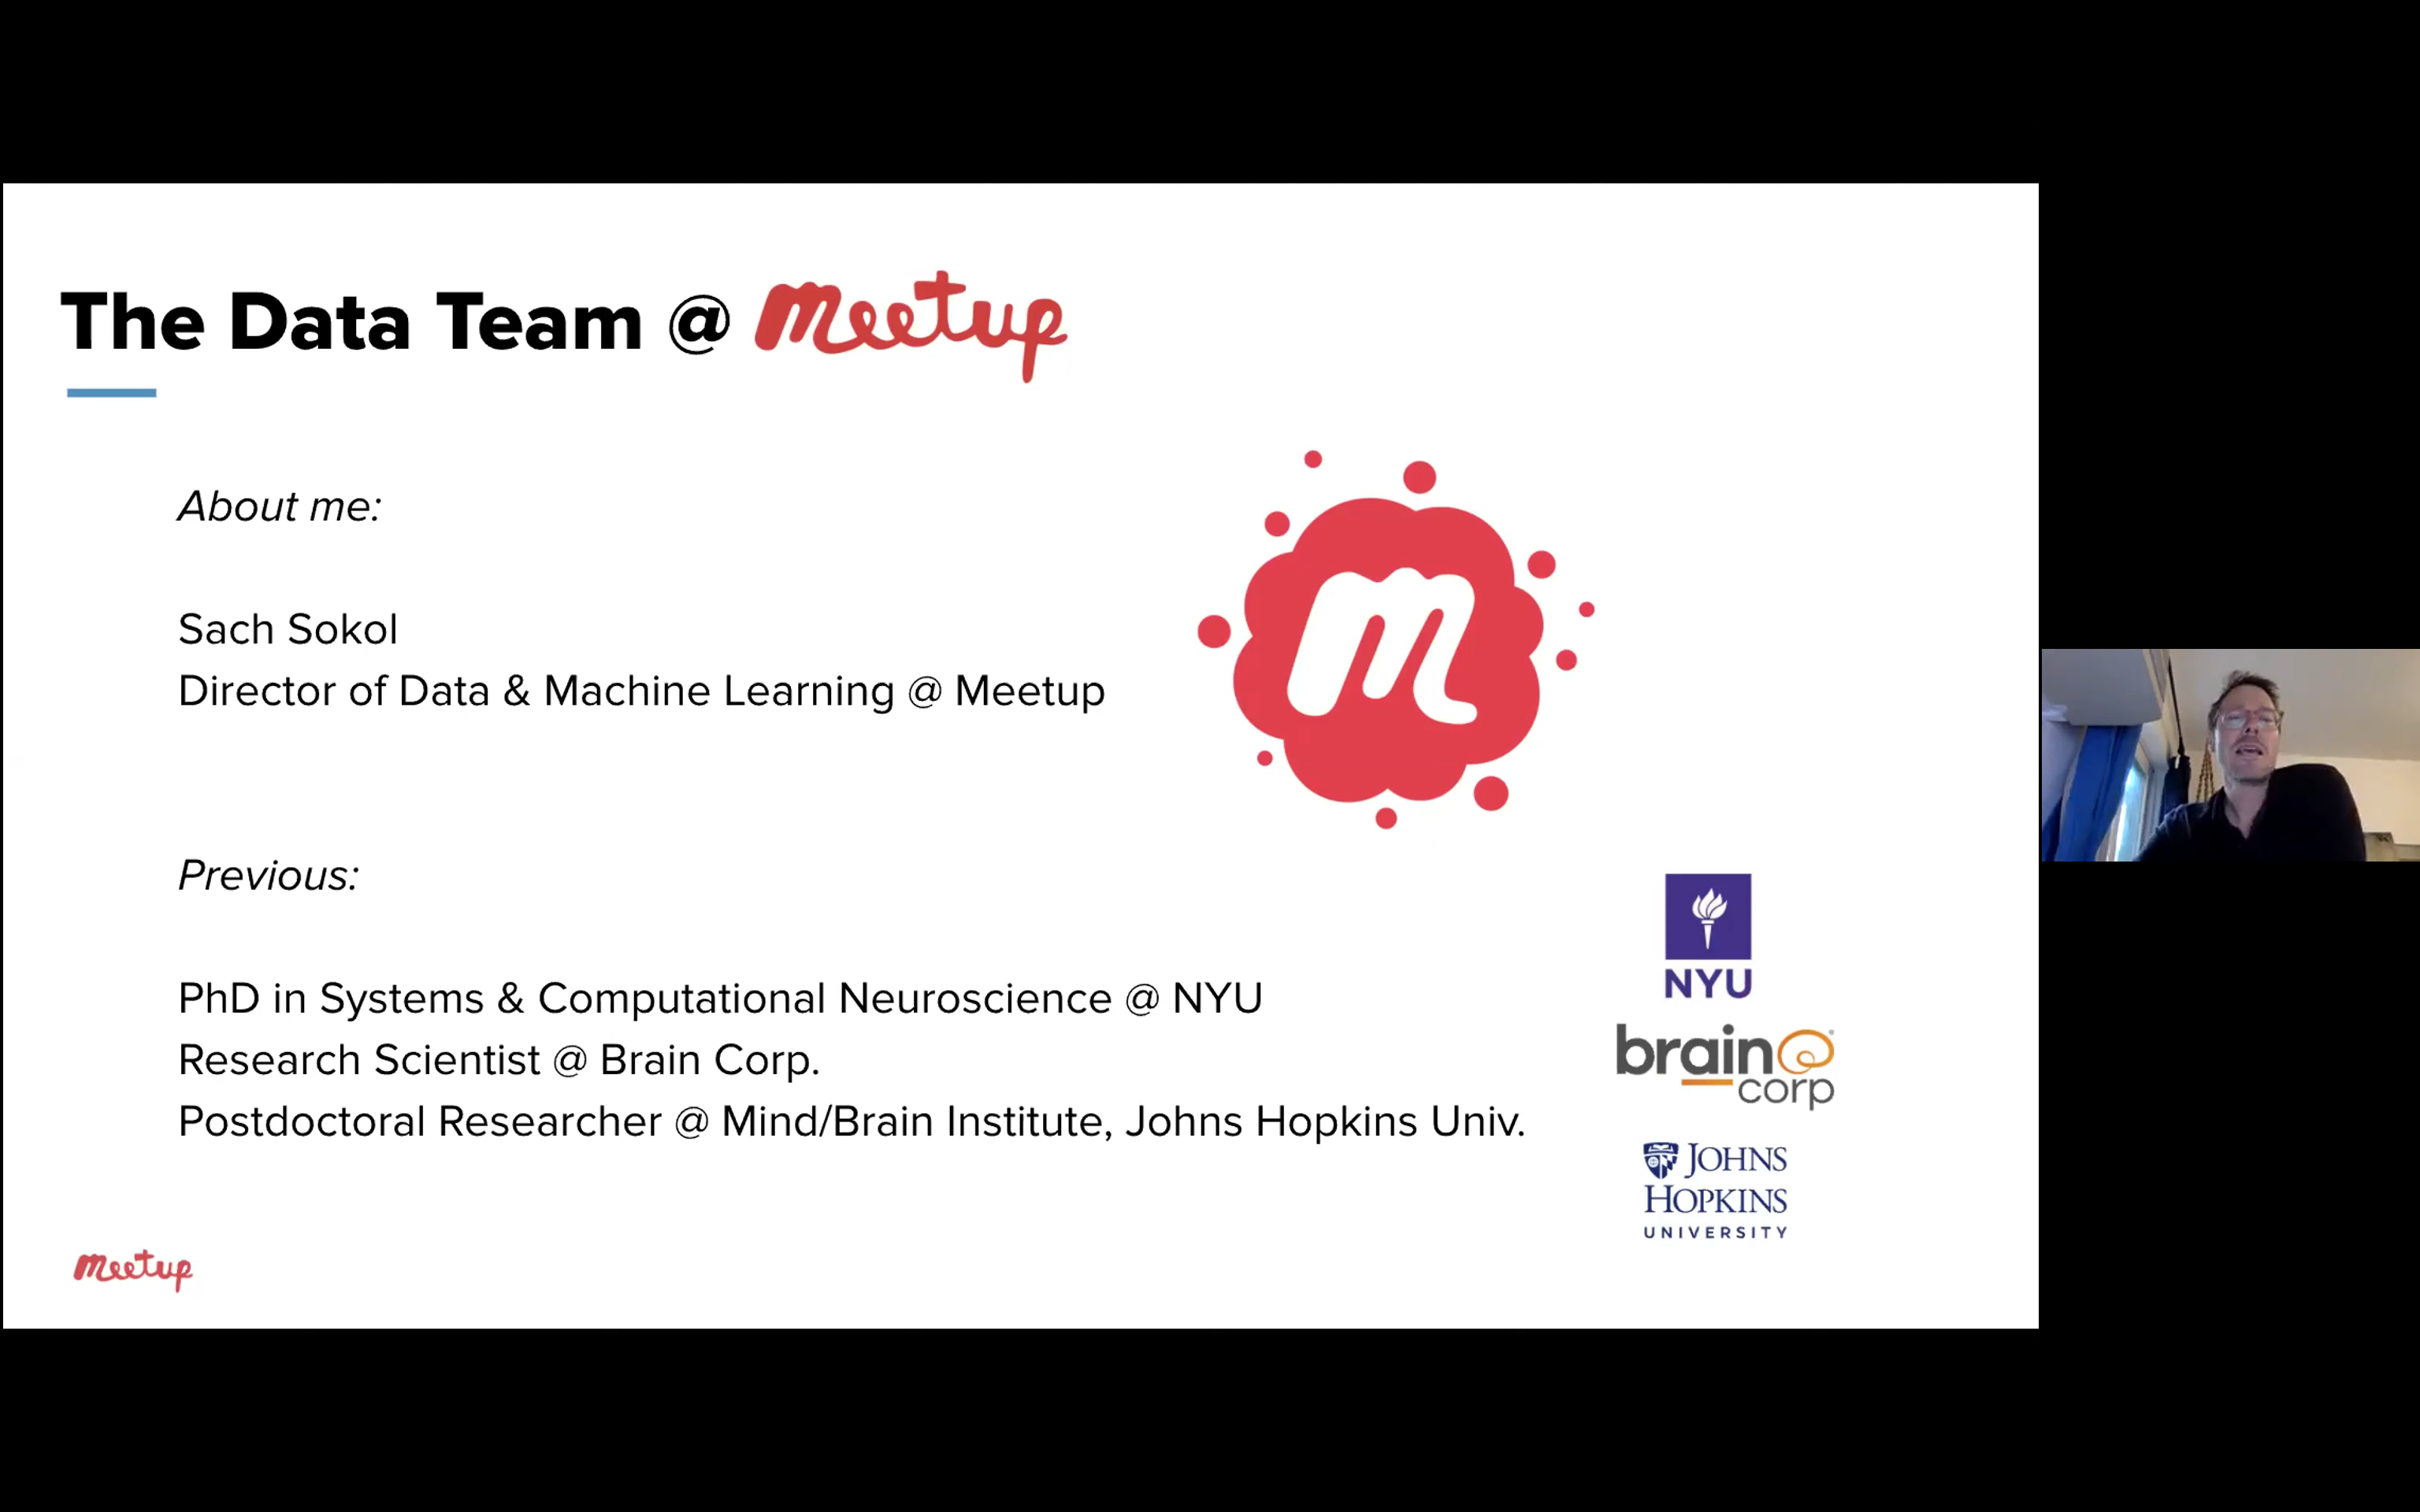 The Data Team @ meetup
About me:
Sach Sokol
Director of Data & Machine Learning @ Meetup
m
Previous:
PhD in Systems & Computational Neuroscience @ NYU
Research Scientist @ Brain Corp.
Postdoctoral Researcher @ Mind/Brain Institute, Johns Hopkins Univ.
NYU
brain
corp
JOHNS
HOPKINS
UNIVERSITY
meetup